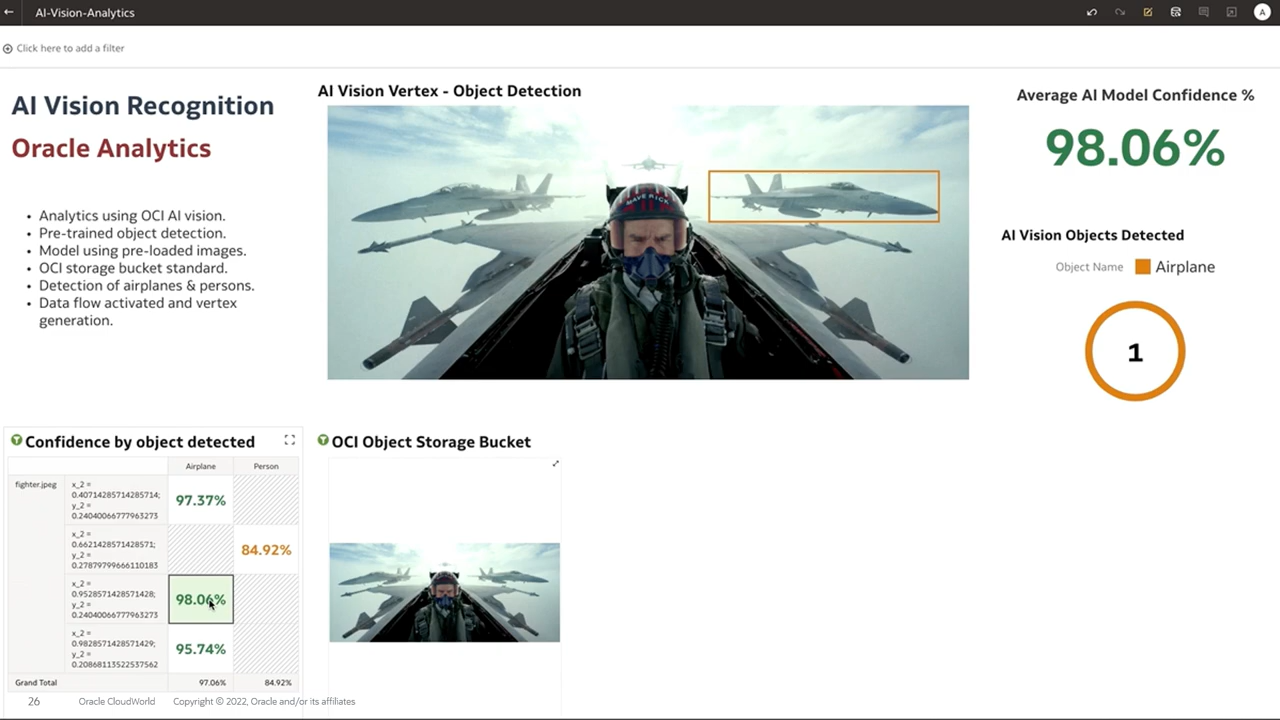 AI-Vision-Analytics
A
Click here to add a filter
AI Vision Recognition
Oracle Analytics
• Analytics using OCI AI vision.
• Pre-trained object detection.
• Model using pre-loaded images.
• OCI storage bucket standard.
• Detection of airplanes & persons.
• Data flow activated and vertex
generation.
AI Vision Vertex - Object Detection
MAVERICK
Average AI Model Confidence %
98.06%
AI Vision Objects Detected
Object Name Airplane
1
Confidence by object detected
Airplane Person
fighter.jpeg
x_2 =
0.40714285714285714;
y_2 =
0.24040066777963273
97.37%
x_2 =
0.6621428571428571;
y_2 =
0.27879799666110183
84.92%
x_2 =
0.9528571428571428;
y_2 =
0.24040066777963273
98.06%
x_2 =
0.9828571428571429;
y_2 =
0.20868113522537562
95.74%
Grand Total 97.06% 84.92%
OCI Object Storage Bucket
26 Oracle CloudWorld Copyright © 2022, Oracle and/or its affiliates